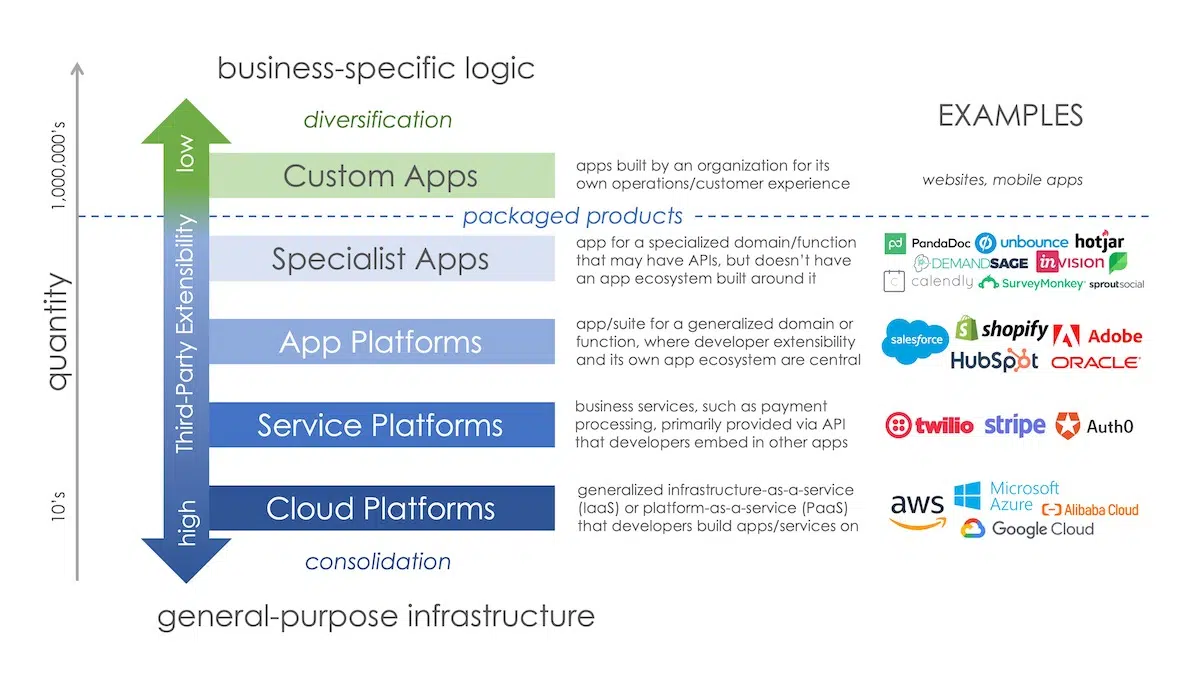 business-specific logic
diversification
EXAMPLES
1,000,000's
quantity
10's
low
Third-Party Extensibility
high
Custom Apps
apps built by an organization for its
own operations/customer experience
websites, mobile apps
packaged products
Specialist Apps
app for a specialized domain/function
that may have APIs, but doesn't have
an app ecosystem built around it
pd PandaDoc unbounce hotjar
DEMANDSAGE inVISION
C calendly SurveyMonkey sproutsocial
App Platforms
app/suite for a generalized domain or
function, where developer extensibility
and its own app ecosystem are central
salesforce shopify Adobe
HubSpot ORACLE
Service Platforms
business services, such as payment
processing, primarily provided via API
that developers embed in other apps
twilio stripe Auth0
Cloud Platforms
generalized infrastructure-as-a-service
(IaaS) or platform-as-a-service (PaaS)
that developers build apps/services on
aws Microsoft
Azure Alibaba Cloud
Google Cloud
consolidation
general-purpose infrastructure